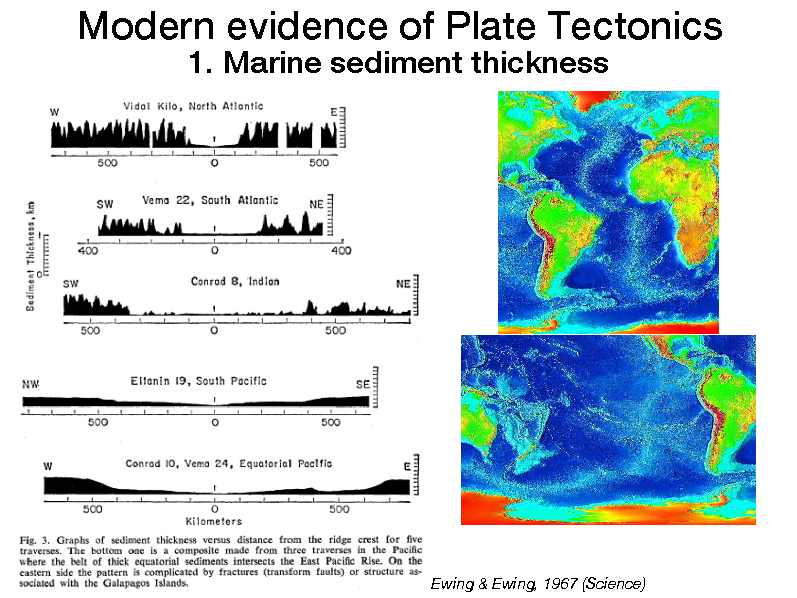 Modern evidence of Plate Tectonics
1. Marine sediment thickness
Vidal Kilo, North Atlantic
W E
500 0 500
Vema 22, South Atlantic
SW NE
400 0 400
Sediment Thickness, km
1
0
Conrad 8, Indian
SW NE
500 0 500
Eltanin 19, South Pacific
NW SE
500 0 500
Conrad 10, Vema 24, Equatorial Pacific
W E
500 0 500
Kilometers
Fig. 3. Graphs of sediment thickness versus distance from the ridge crest for five
traverses. The bottom one is a composite made from three traverses in the Pacific
where the belt of thick equatorial sediments intersects the East Pacific Rise. On the
eastern side the pattern is complicated by fractures (transform faults) or structure as-
sociated with the Galapagos Islands.
Ewing & Ewing, 1967 (Science)